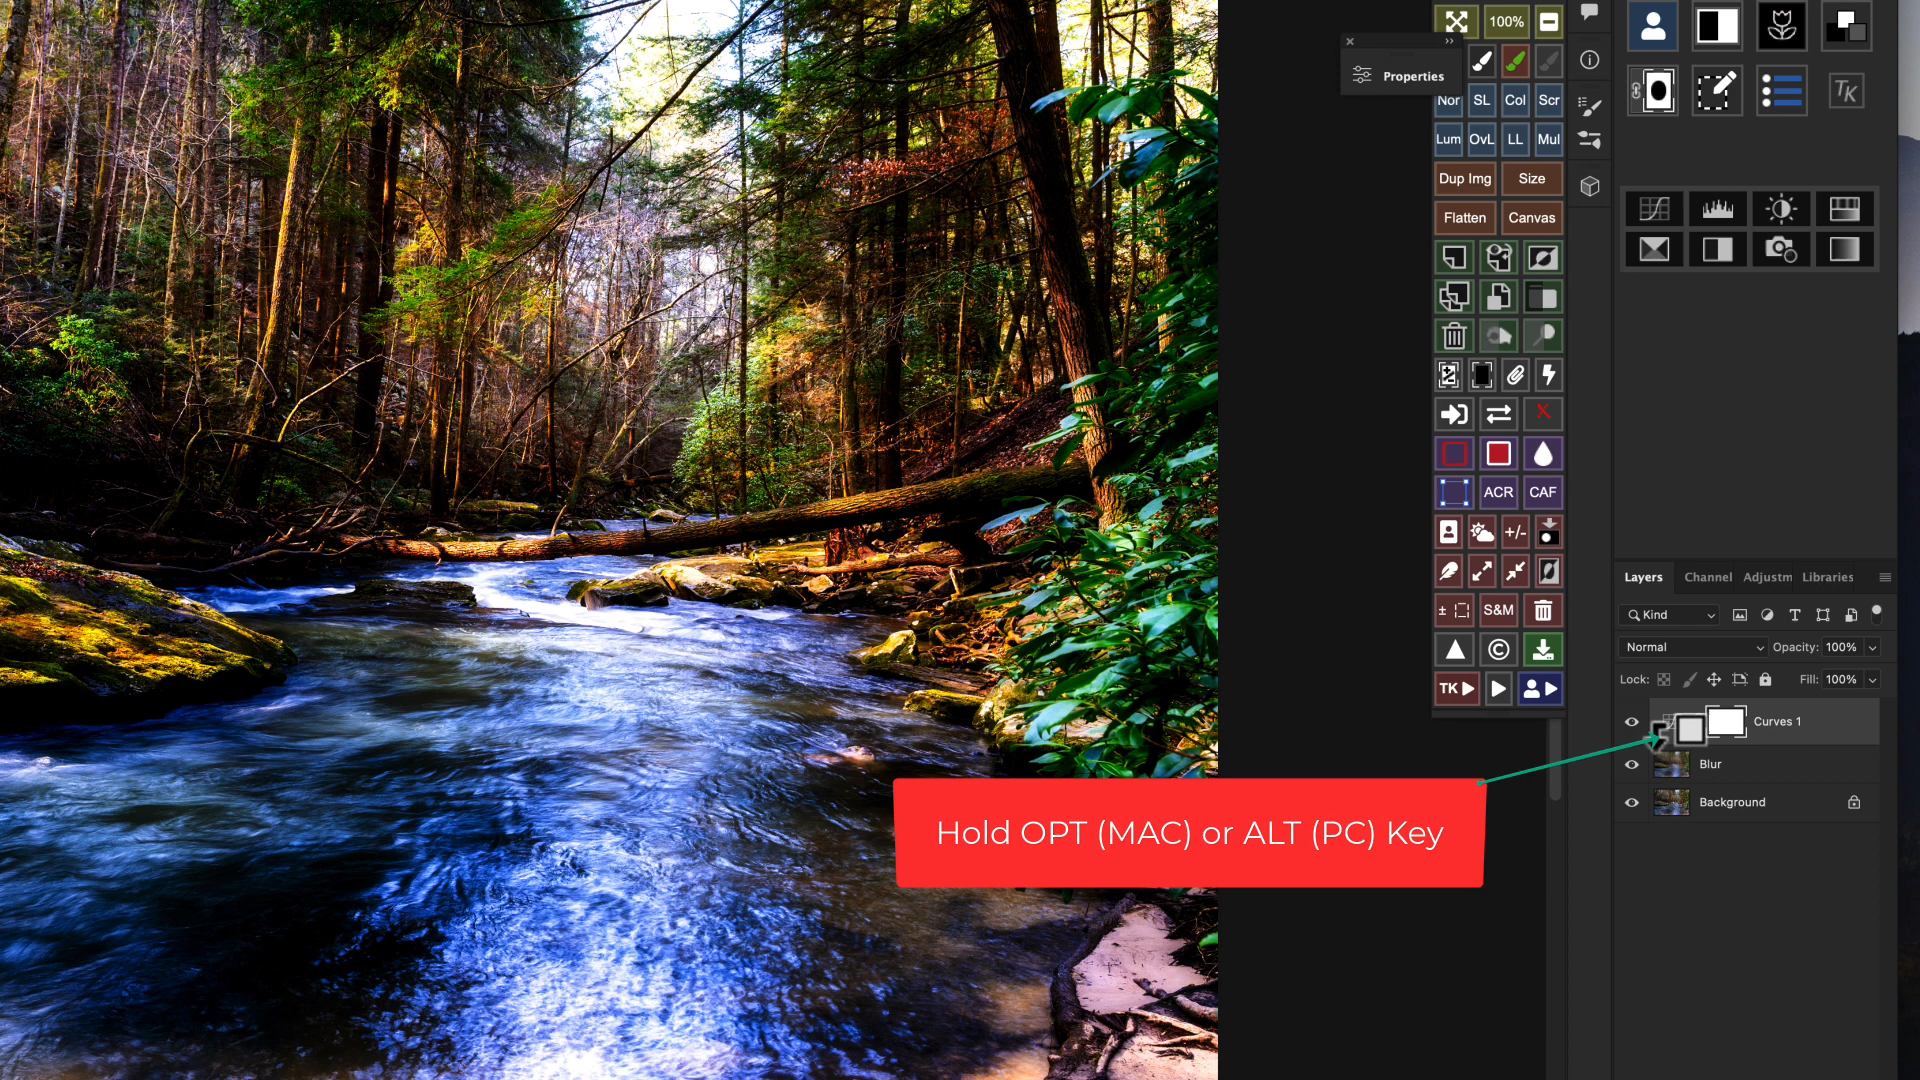 100%
Properties
Nor SL Col Scr
Lum OvL LL Mul
Dup Img Size
Flatten Canvas
X
ACR CAF
+/-
± S&M
©
TK
TK
Layers Channel Adjustm Libraries
Kind
T
Normal Opacity: 100%
Lock: Fill: 100%
Curves 1
Blur
Background
Hold OPT (MAC) or ALT (PC) Key